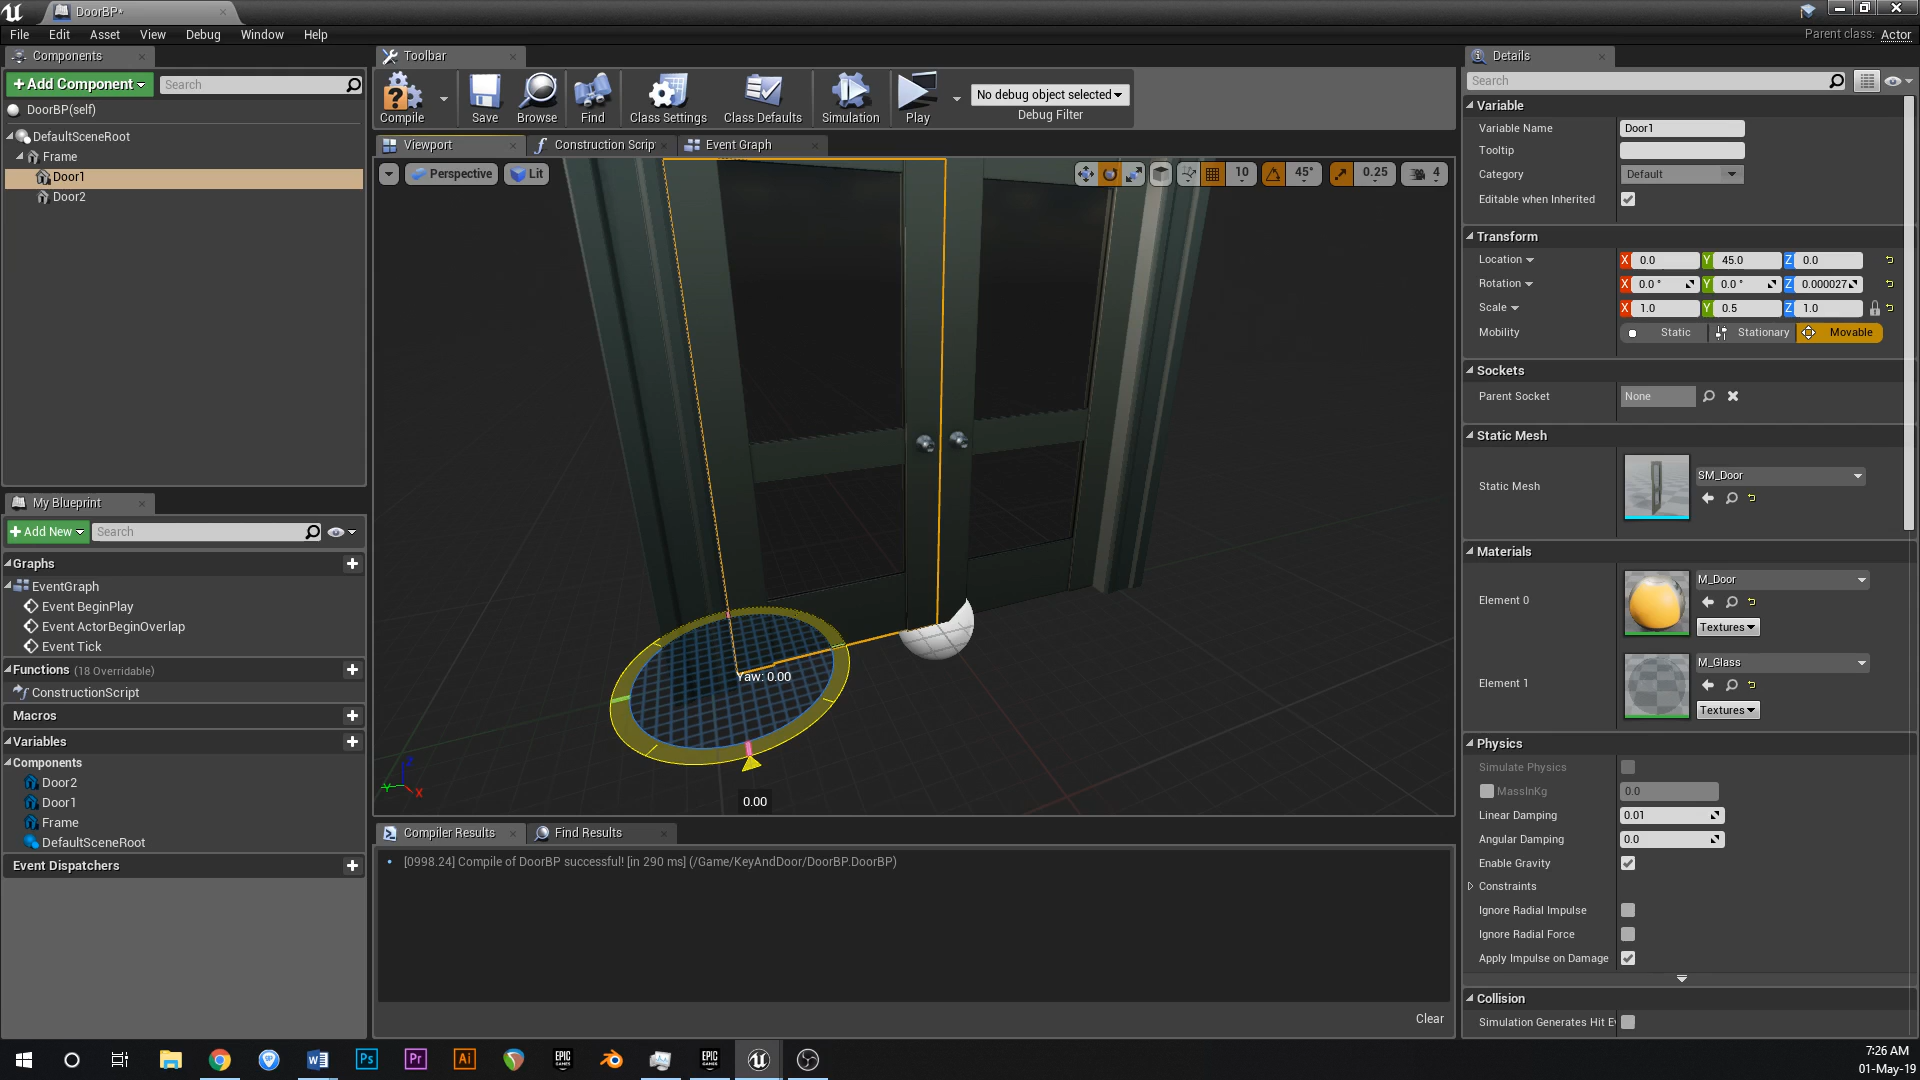 DoorBP*
File Edit Asset View Debug Window Help
Parent class: Actor
Components
+ Add Component
Search
DoorBP(self)
DefaultSceneRoot
Frame
Door1
Door2
My Blueprint
+ Add New
Search
Graphs
EventGraph
Event BeginPlay
Event ActorBeginOverlap
Event Tick
Functions (18 Overridable)
ConstructionScript
Macros
Variables
Components
Door2
Door1
Frame
DefaultSceneRoot
Event Dispatchers
Toolbar
Compile Save Browse Find Class Settings Class Defaults Simulation Play
No debug object selected
Debug Filter
Viewport Construction Scrip Event Graph
Perspective Lit
10 45° 0.25 4
Yaw: 0.00
0.00
Z
Y X
Compiler Results Find Results
[0998.24] Compile of DoorBP successful! [in 290 ms] (/Game/KeyAndDoor/DoorBP.DoorBP)
Clear
Details
Search
Variable
Variable Name Door1
Tooltip
Category Default
Editable when Inherited
Transform
Location X 0.0 Y 45.0 Z 0.0
Rotation X 0.0 ° Y 0.0 ° Z 0.000027
Scale X 1.0 Y 0.5 Z 1.0
Mobility Static Stationary Movable
Sockets
Parent Socket None
Static Mesh
Static Mesh SM_Door
Materials
Element 0 M_Door
Textures
Element 1 M_Glass
Textures
Physics
Simulate Physics
MassInKg 0.0
Linear Damping 0.01
Angular Damping 0.0
Enable Gravity
Constraints
Ignore Radial Impulse
Ignore Radial Force
Apply Impulse on Damage
Collision
Simulation Generates Hit Ev
Ps Pr Ai EPIC GAMES EPIC GAMES
7:26 AM
01-May-19